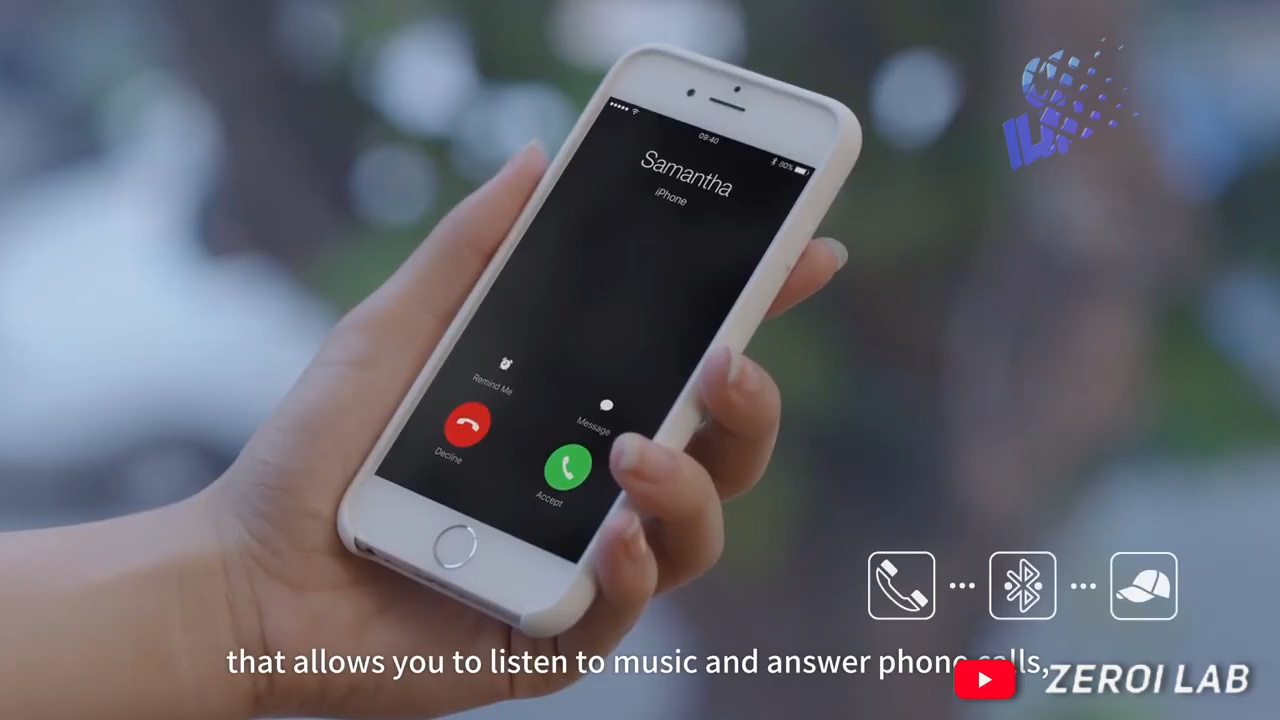 09:40
80%
Samantha
iPhone
Remind Me
Message
Decline
Accept
that allows you to listen to music and answer phone calls,
ZEROI LAB